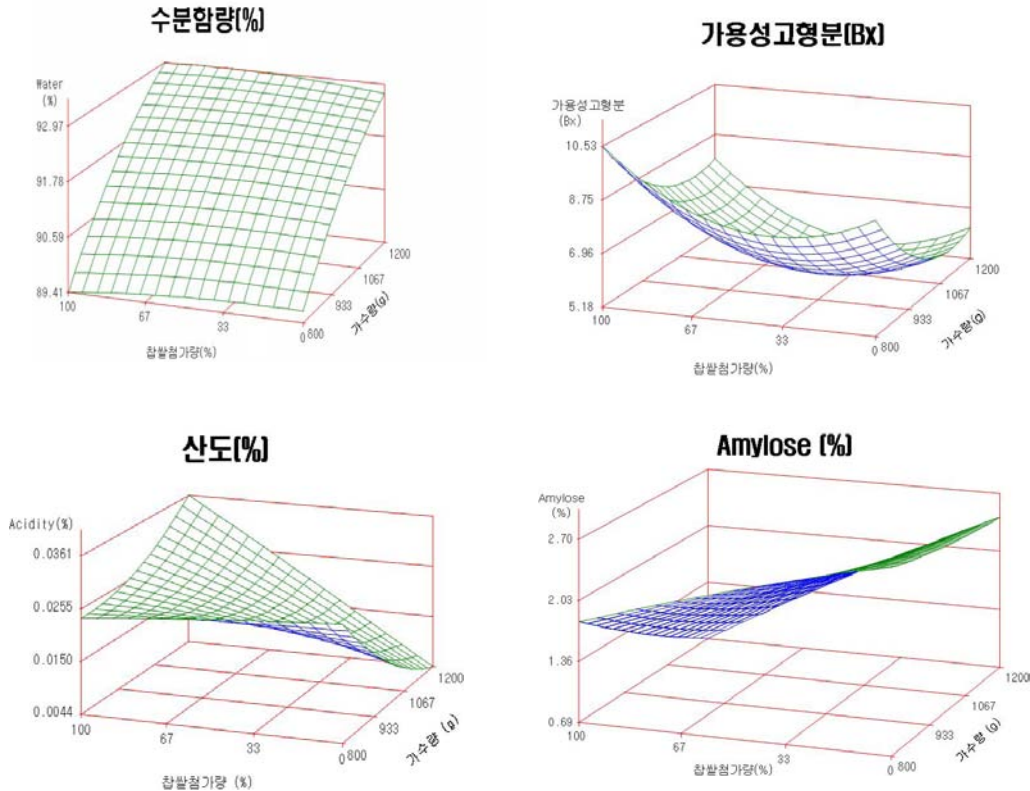 수분함량(%)
Water
(%)
92.97
91.78
90.59
89.41
100
67
33
0
800
933
1067
1200
찹쌀첨가량(%)
가수량(g)
가용성고형분(Bx)
가용성고형분
(Bx)
10.53
8.75
6.96
5.18
100
67
33
0
800
933
1067
1200
찹쌀첨가량(%)
가수량(g)
산도(%)
Acidity(%)
0.0361
0.0255
0.0150
0.0044
100
67
33
0
800
933
1067
1200
찹쌀첨가량 (%)
가수량 (g)
Amylose (%)
Amylose
(%)
2.70
2.03
1.36
0.69
100
67
33
0
800
933
1067
1200
찹쌀첨가량(%)
가수량 (g)